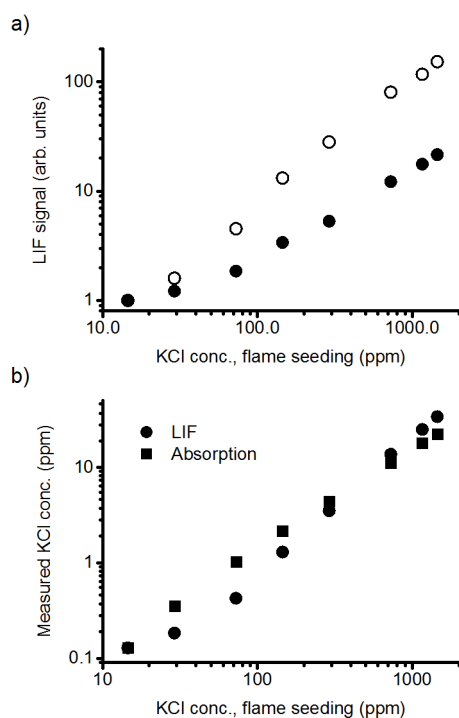 a)
LIF signal (arb. units)
100
10
1
10.0 100.0 1000.0
KCl conc., flame seeding (ppm)
b)
Measured KCl conc. (ppm)
LIF
Absorption
10
1
0.1
10 100 1000
KCl conc., flame seeding (ppm)